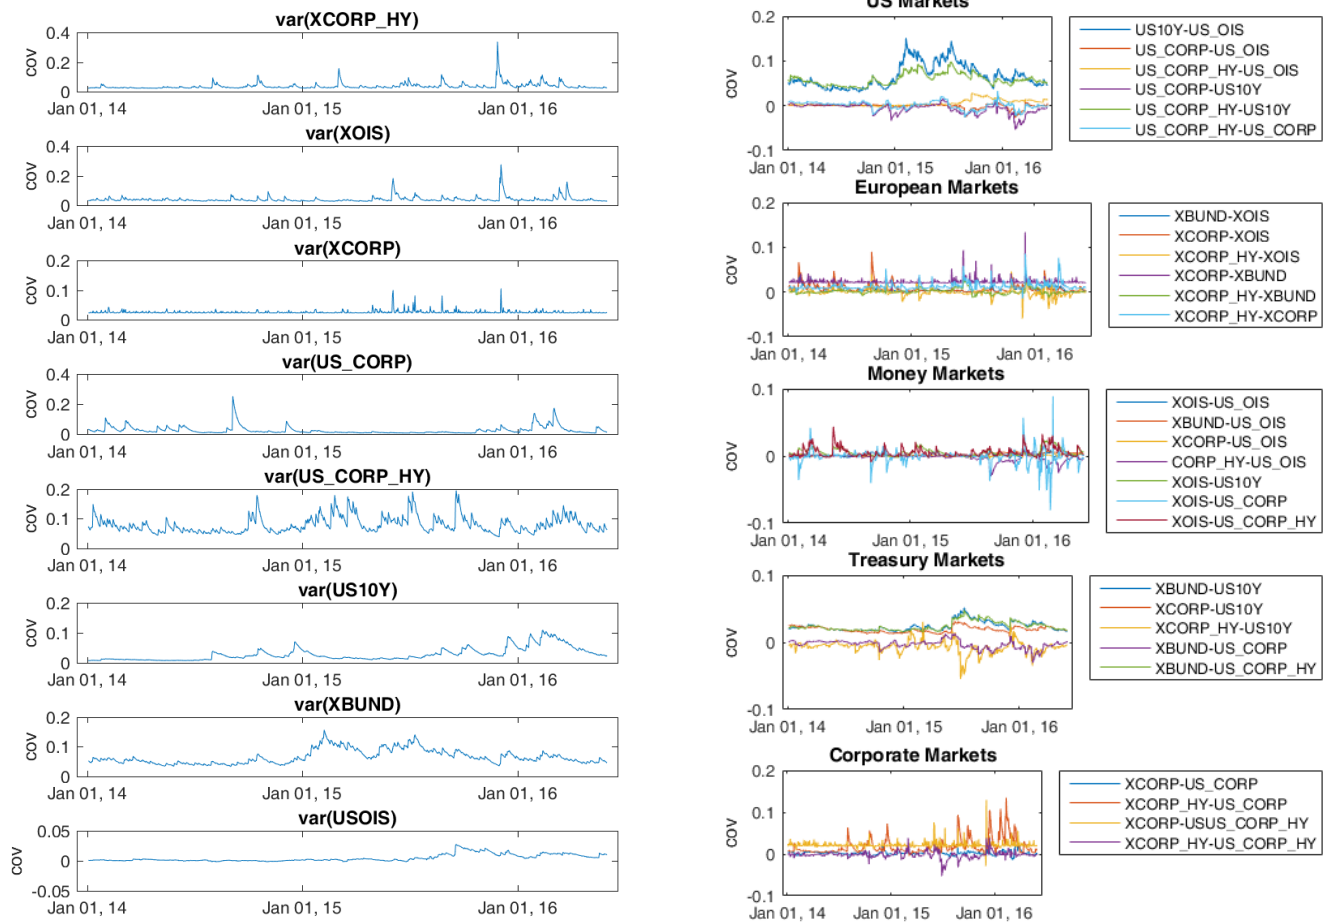 var(XCORP_HY)
0.4
0.2
0
cov
Jan 01, 14
Jan 01, 15
Jan 01, 16
var(XOIS)
0.4
0.2
0
cov
Jan 01, 14
Jan 01, 15
Jan 01, 16
var(XCORP)
0.2
0.1
0
cov
Jan 01, 14
Jan 01, 15
Jan 01, 16
var(US_CORP)
0.4
0.2
0
cov
Jan 01, 14
Jan 01, 15
Jan 01, 16
var(US_CORP_HY)
0.2
0.1
0
cov
Jan 01, 14
Jan 01, 15
Jan 01, 16
var(US10Y)
0.2
0.1
0
cov
Jan 01, 14
Jan 01, 15
Jan 01, 16
var(XBUND)
0.2
0.1
0
cov
Jan 01, 14
Jan 01, 15
Jan 01, 16
var(USOIS)
0.05
0
-0.05
cov
Jan 01, 14
Jan 01, 15
Jan 01, 16
US Markets
0.2
0.1
0
-0.1
cov
Jan 01, 14
Jan 01, 15
Jan 01, 16
US10Y-US_OIS
US_CORP-US_OIS
US_CORP_HY-US_OIS
US_CORP-US10Y
US_CORP_HY-US10Y
US_CORP_HY-US_CORP
European Markets
0.2
0.1
0
-0.1
cov
Jan 01, 14
Jan 01, 15
Jan 01, 16
XBUND-XOIS
XCORP-XOIS
XCORP_HY-XOIS
XCORP-XBUND
XCORP_HY-XBUND
XCORP_HY-XCORP
Money Markets
0.1
0
-0.1
cov
Jan 01, 14
Jan 01, 15
Jan 01, 16
XOIS-US_OIS
XBUND-US_OIS
XCORP-US_OIS
CORP_HY-US_OIS
XOIS-US10Y
XOIS-US_CORP
XOIS-US_CORP_HY
Treasury Markets
0.1
0
-0.1
cov
Jan 01, 14
Jan 01, 15
Jan 01, 16
XBUND-US10Y
XCORP-US10Y
XCORP_HY-US10Y
XBUND-US_CORP
XBUND-US_CORP_HY
Corporate Markets
0.2
0.1
0
-0.1
cov
Jan 01, 14
Jan 01, 15
Jan 01, 16
XCORP-US_CORP
XCORP_HY-US_CORP
XCORP-USUS_CORP_HY
XCORP_HY-US_CORP_HY